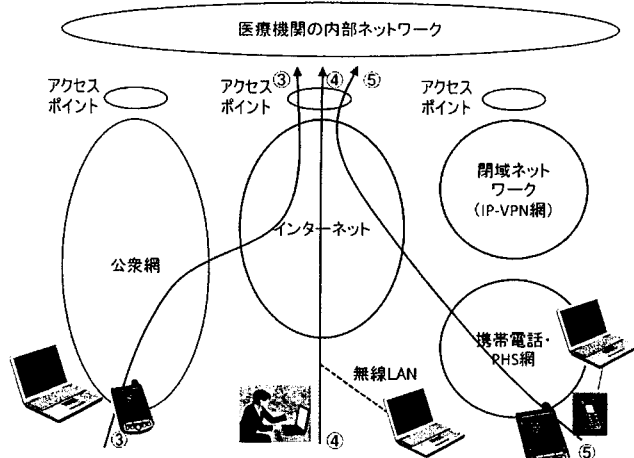 医療機関の内部ネットワーク
③
④
⑤
アクセス
ポイント
アクセス
ポイント
アクセス
ポイント
閉域ネット
ワーク
（IP-VPN網）
インターネット
公衆網
携帯電話・
PHS網
無線LAN
③
④
⑤